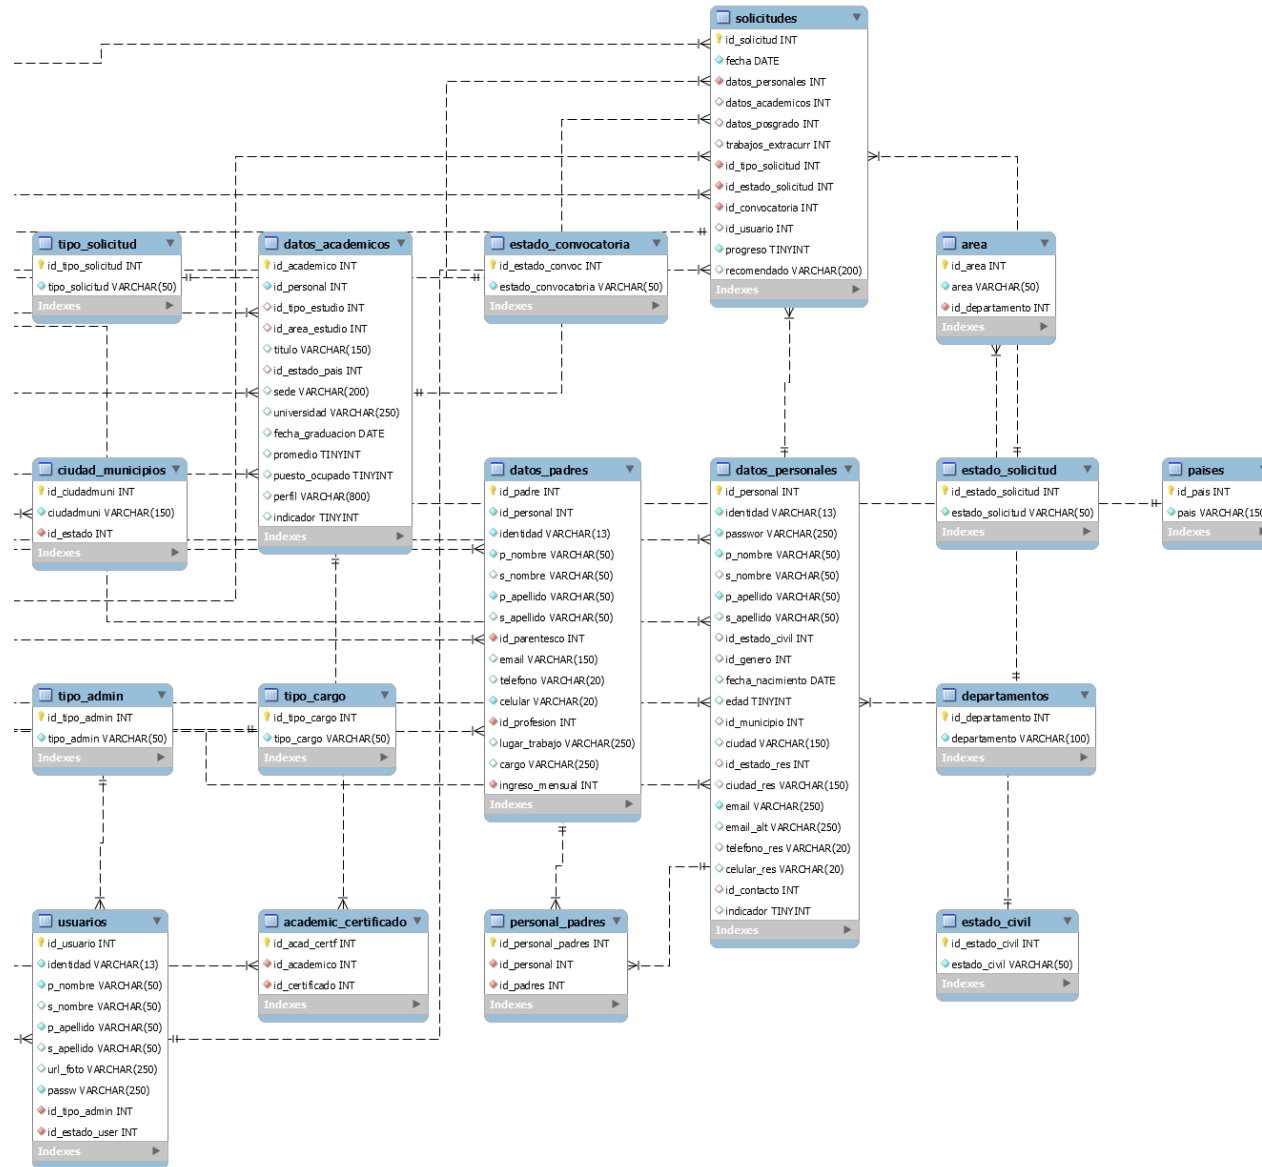 solicitudes
id_solicitud INT
fecha DATE
datos_personales INT
datos_academicos INT
datos_posgrado INT
trabajos_extracurr INT
id_tipo_solicitud INT
id_estado_solicitud INT
id_convocatoria INT
id_usuario INT
progreso TINYINT
recomendado VARCHAR(200)
Indexes
tipo_solicitud
id_tipo_solicitud INT
tipo_solicitud VARCHAR(50)
Indexes
datos_academicos
id_academico INT
id_personal INT
id_tipo_estudio INT
id_area_estudio INT
titulo VARCHAR(150)
id_estado_pais INT
sede VARCHAR(200)
universidad VARCHAR(250)
fecha_graduacion DATE
promedio TINYINT
puesto_ocupado TINYINT
perfil VARCHAR(800)
indicador TINYINT
Indexes
estado_convocatoria
id_estado_convoc INT
estado_convocatoria VARCHAR(50)
Indexes
area
id_area INT
area VARCHAR(50)
id_departamento INT
Indexes
ciudad_municipios
id_ciudadmuni INT
ciudadmuni VARCHAR(150)
id_estado INT
Indexes
datos_padres
id_padre INT
id_personal INT
identidad VARCHAR(13)
p_nombre VARCHAR(50)
s_nombre VARCHAR(50)
p_apellido VARCHAR(50)
s_apellido VARCHAR(50)
id_parentesco INT
email VARCHAR(150)
telefono VARCHAR(20)
celular VARCHAR(20)
id_profesion INT
lugar_trabajo VARCHAR(250)
cargo VARCHAR(250)
ingreso_mensual INT
Indexes
datos_personales
id_personal INT
identidad VARCHAR(13)
passwor VARCHAR(250)
p_nombre VARCHAR(50)
s_nombre VARCHAR(50)
p_apellido VARCHAR(50)
s_apellido VARCHAR(50)
id_estado_civil INT
id_genero INT
fecha_nacimiento DATE
edad TINYINT
id_municipio INT
ciudad VARCHAR(150)
id_estado_res INT
ciudad_res VARCHAR(150)
email VARCHAR(250)
email_alt VARCHAR(250)
telefono_res VARCHAR(20)
celular_res VARCHAR(20)
id_contacto INT
indicador TINYINT
Indexes
estado_solicitud
id_estado_solicitud INT
estado_solicitud VARCHAR(50)
Indexes
paises
id_pais INT
pais VARCHAR(150
Indexes
tipo_admin
id_tipo_admin INT
tipo_admin VARCHAR(50)
Indexes
tipo_cargo
id_tipo_cargo INT
tipo_cargo VARCHAR(50)
Indexes
departamentos
id_departamento INT
departamento VARCHAR(100)
Indexes
usuarios
id_usuario INT
identidad VARCHAR(13)
p_nombre VARCHAR(50)
s_nombre VARCHAR(50)
p_apellido VARCHAR(50)
s_apellido VARCHAR(50)
url_foto VARCHAR(250)
passw VARCHAR(250)
id_tipo_admin INT
id_estado_user INT
Indexes
academic_certificado
id_acad_certf INT
id_academico INT
id_certificado INT
Indexes
personal_padres
id_personal_padres INT
id_personal INT
id_padres INT
Indexes
estado_civil
id_estado_civil INT
estado_civil VARCHAR(50)
Indexes